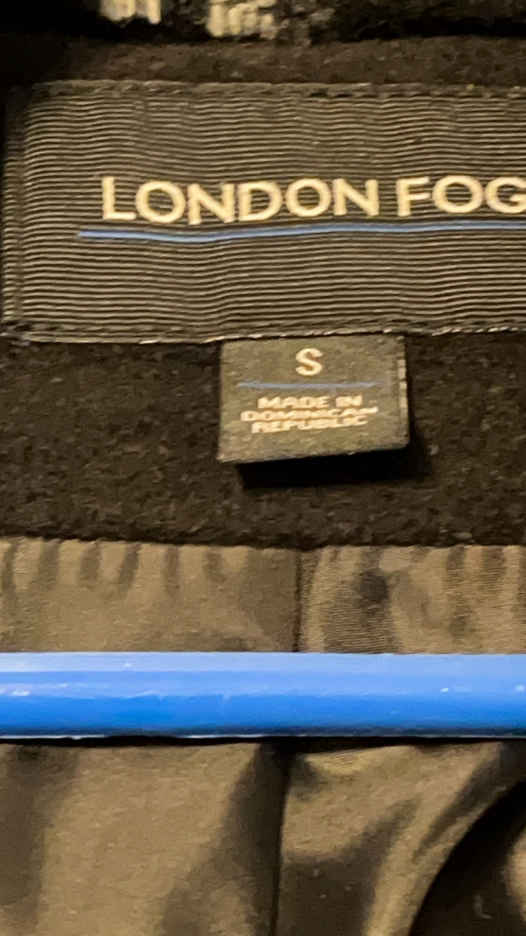 LONDON FOG
S
MADE IN
DOMINICAN
REPUBLIC